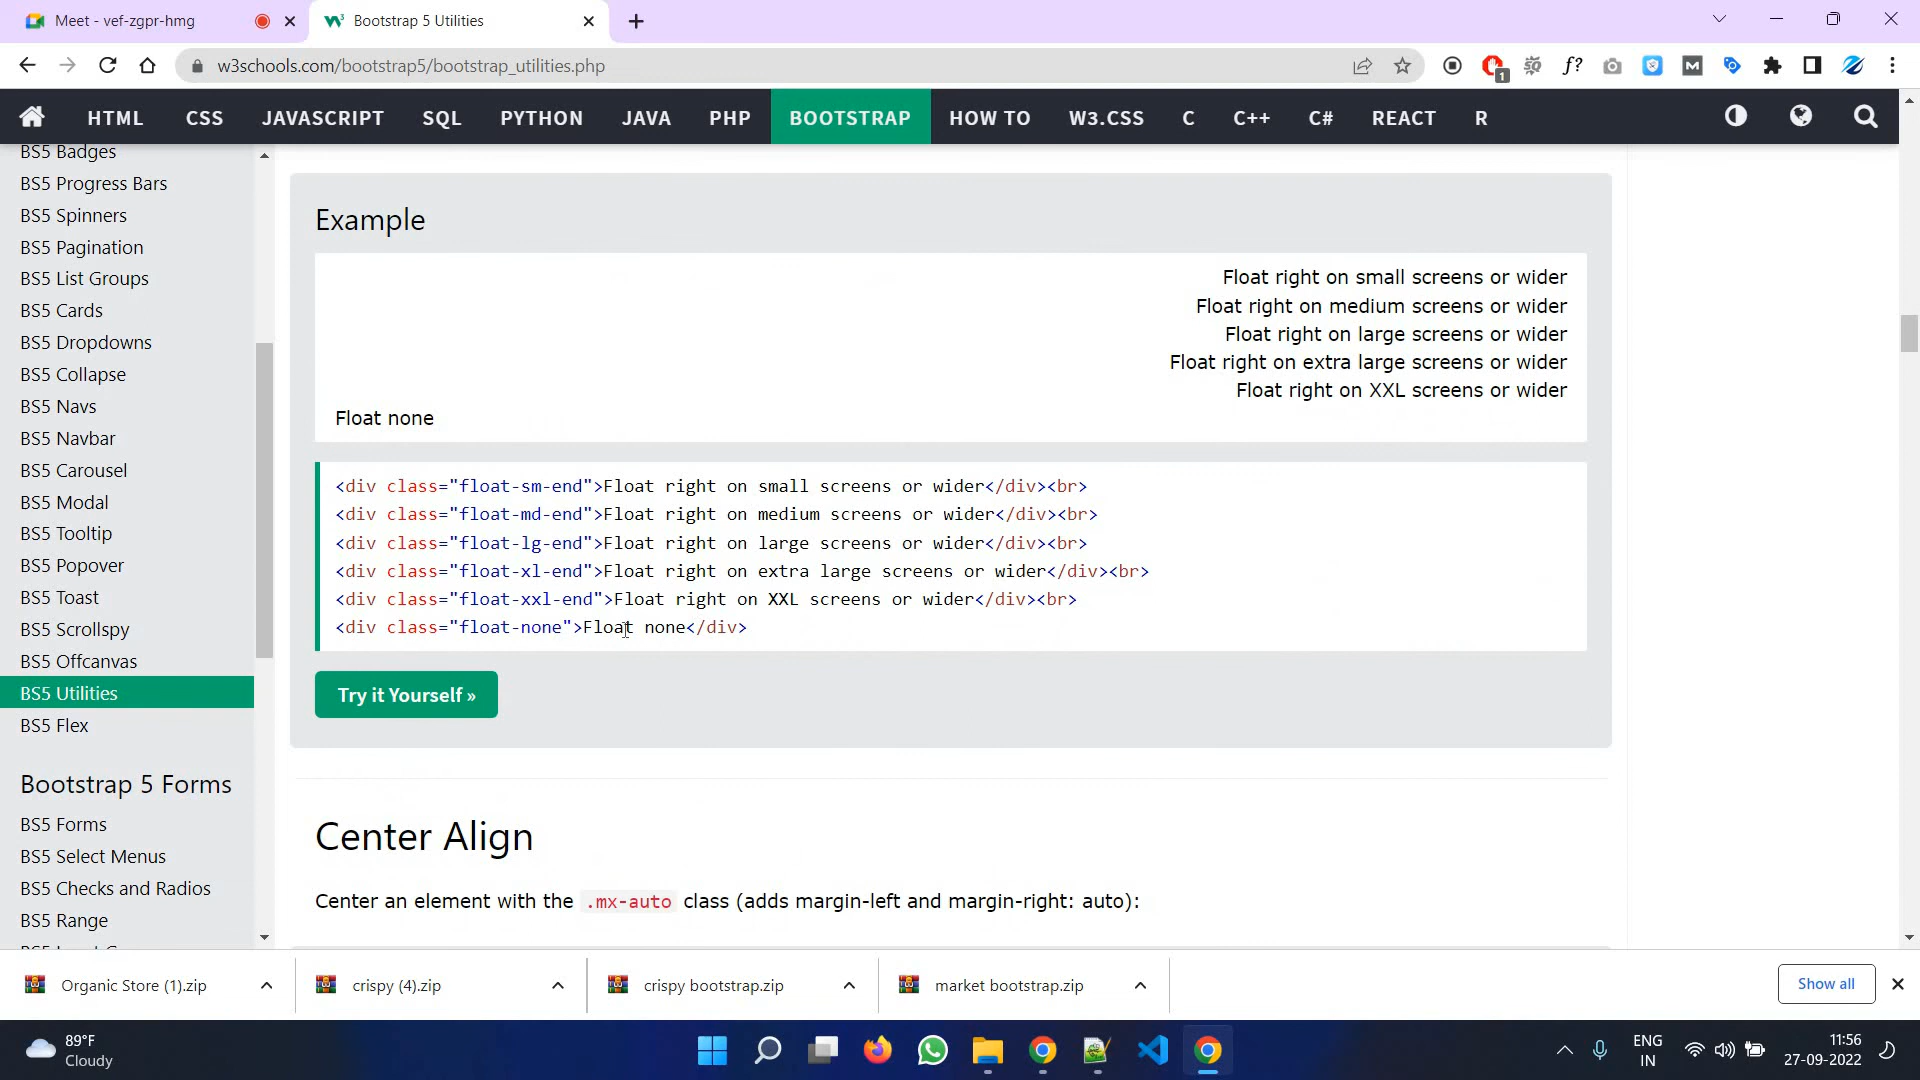 Meet - vef-zgpr-hmg
Bootstrap 5 Utilities
w3schools.com/bootstrap5/bootstrap_utilities.php
1
HTML CSS JAVASCRIPT SQL PYTHON JAVA PHP BOOTSTRAP HOW TO W3.CSS C C++ C# REACT R
BS5 Badges
BS5 Progress Bars
BS5 Spinners
BS5 Pagination
BS5 List Groups
BS5 Cards
BS5 Dropdowns
BS5 Collapse
BS5 Navs
BS5 Navbar
BS5 Carousel
BS5 Modal
BS5 Tooltip
BS5 Popover
BS5 Toast
BS5 Scrollspy
BS5 Offcanvas
BS5 Utilities
BS5 Flex
Bootstrap 5 Forms
BS5 Forms
BS5 Select Menus
BS5 Checks and Radios
BS5 Range
Example
Float right on small screens or wider
Float right on medium screens or wider
Float right on large screens or wider
Float right on extra large screens or wider
Float right on XXL screens or wider
Float none
<div class="float-sm-end">Float right on small screens or wider</div><br>
<div class="float-md-end">Float right on medium screens or wider</div><br>
<div class="float-lg-end">Float right on large screens or wider</div><br>
<div class="float-xl-end">Float right on extra large screens or wider</div><br>
<div class="float-xxl-end">Float right on XXL screens or wider</div><br>
<div class="float-none">Float none</div>
Try it Yourself »
Center Align
Center an element with the .mx-auto class (adds margin-left and margin-right: auto):
Organic Store (1).zip
crispy (4).zip
crispy bootstrap.zip
market bootstrap.zip
Show all
89°F
Cloudy
ENG
IN
11:56
27-09-2022